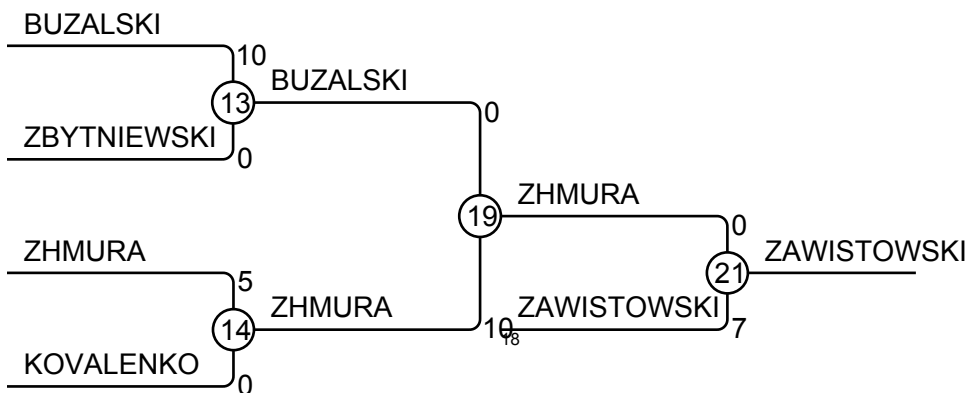 BUZALSKI
10
13
BUZALSKI
ZBYTNIEWSKI
0
0
19
ZHMURA
0
21
ZAWISTOWSKI
ZHMURA
5
14
ZHMURA
10
18
ZAWISTOWSKI
7
KOVALENKO
0